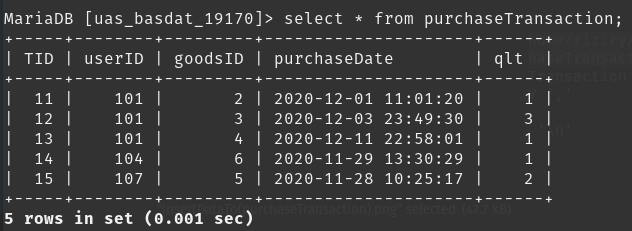 MariaDB [uas_basdat_19170]> select * from purchaseTransaction;
+-----+--------+---------+---------------------+-----+
| TID | userID | goodsID | purchaseDate        | qlt |
+-----+--------+---------+---------------------+-----+
|  11 |    101 |       2 | 2020-12-01 11:01:20 |   1 |
|  12 |    101 |       3 | 2020-12-03 23:49:30 |   3 |
|  13 |    101 |       4 | 2020-12-11 22:58:01 |   1 |
|  14 |    104 |       6 | 2020-11-29 13:30:29 |   1 |
|  15 |    107 |       5 | 2020-11-28 10:25:17 |   2 |
+-----+--------+---------+---------------------+-----+
5 rows in set (0.001 sec)